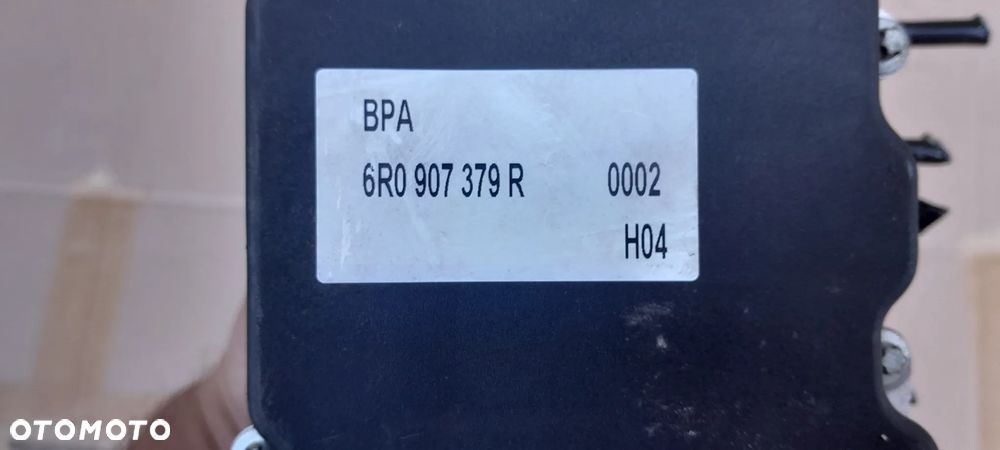 BPA
6R0 907 379 R 0002
H04
OTOMOTO